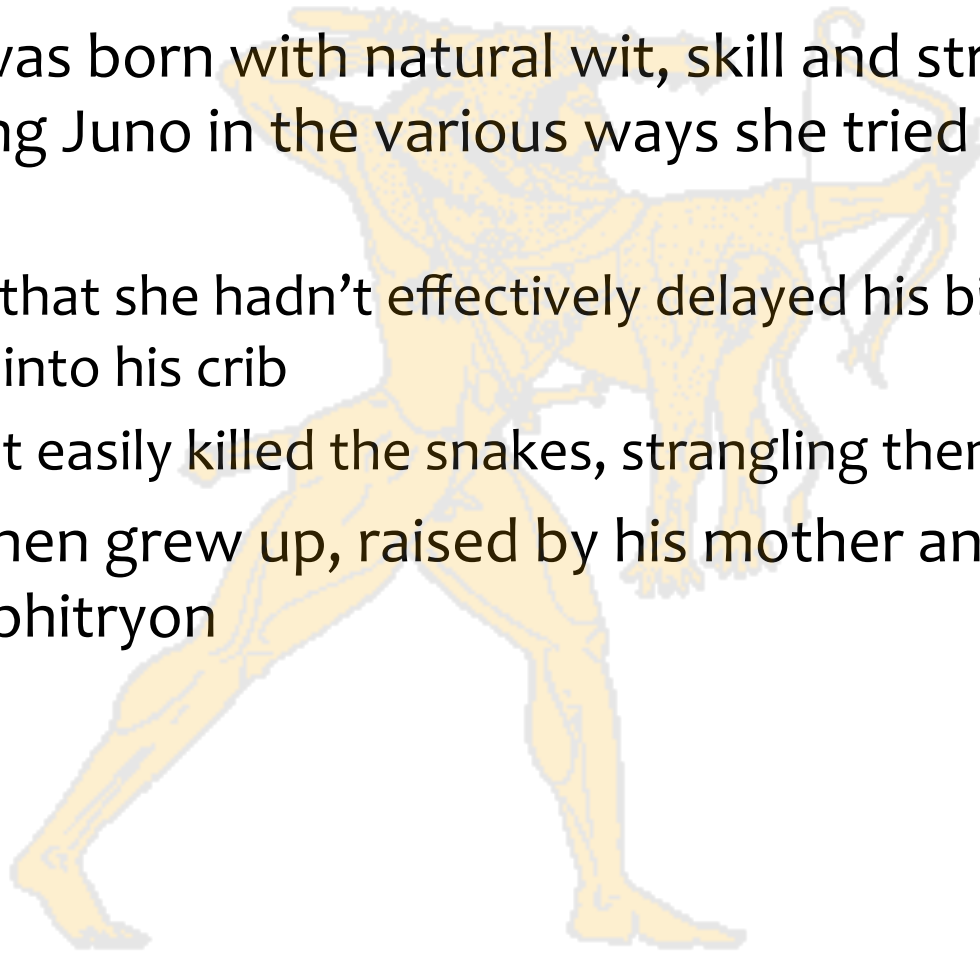 was born with natural wit, skill and str
ng Juno in the various ways she tried
that she hadn’t effectively delayed his bi
into his crib
t easily killed the snakes, strangling ther
hen grew up, raised by his mother an
phitryon